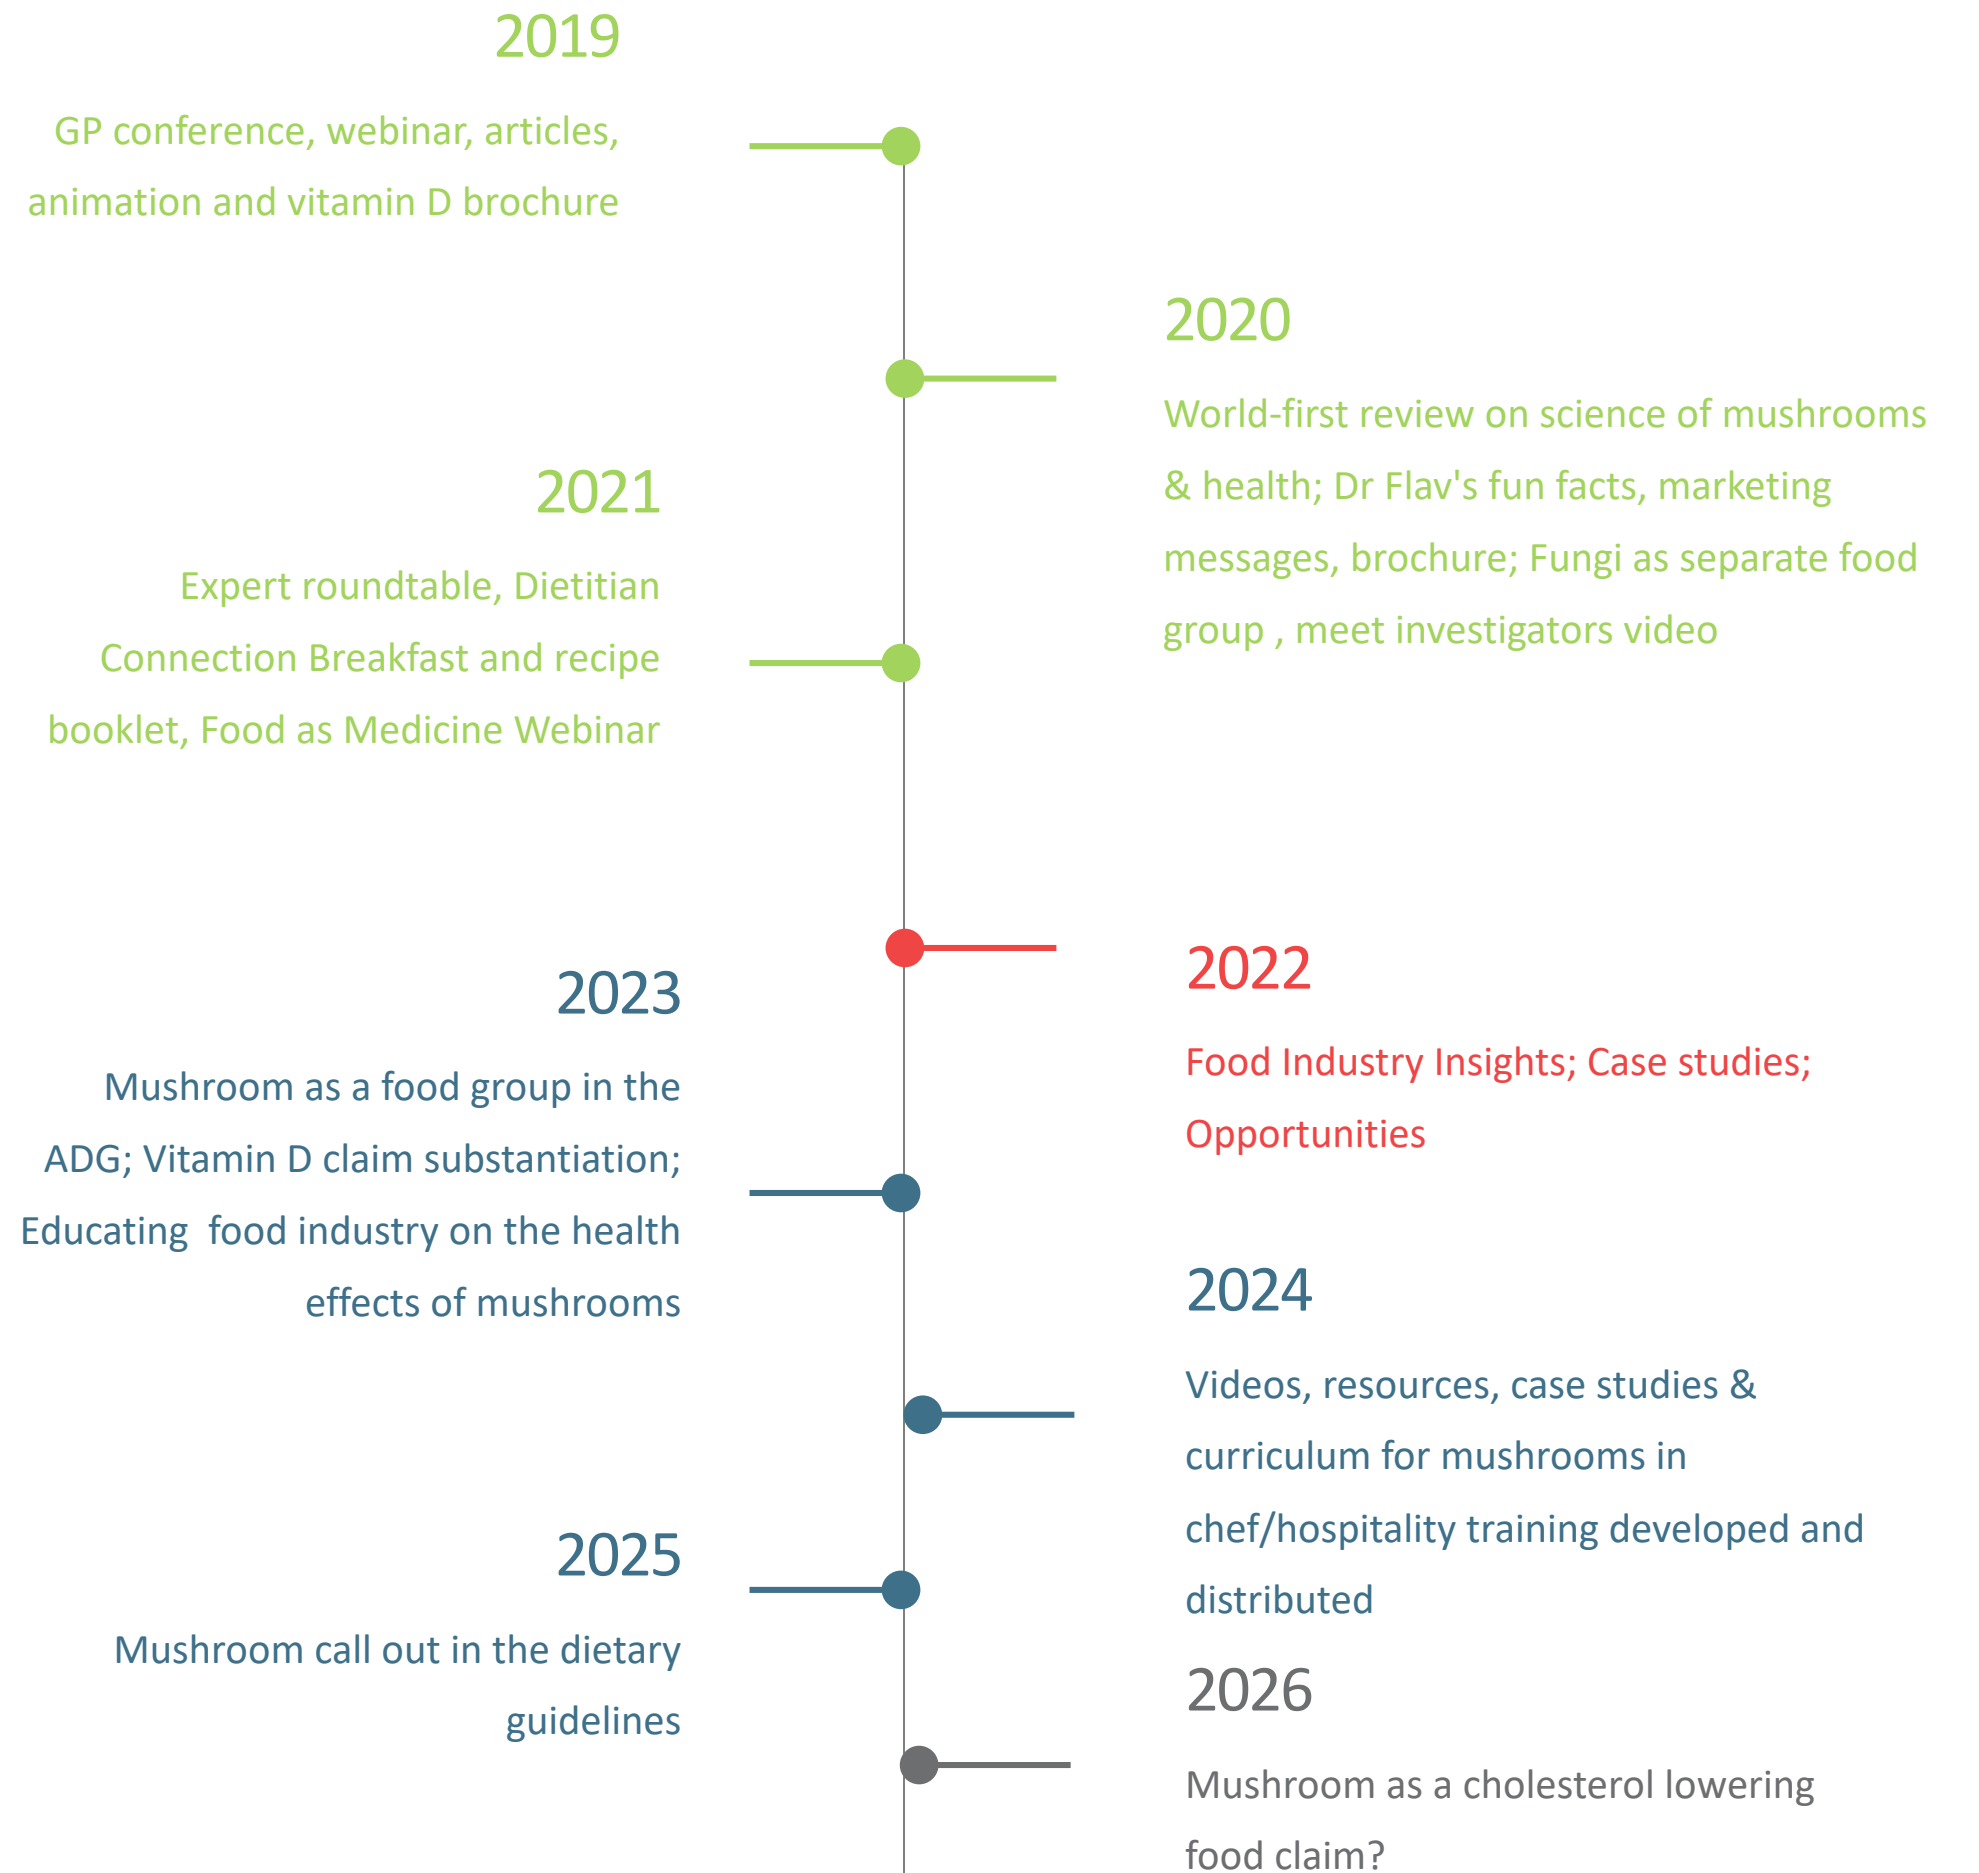 2019
GP conference, webinar, articles,
animation and vitamin D brochure
2020
World-first review on science of mushrooms
& health; Dr Flav's fun facts, marketing
messages, brochure; Fungi as separate food
group , meet investigators video
2021
Expert roundtable, Dietitian
Connection Breakfast and recipe
booklet, Food as Medicine Webinar
2022
Food Industry Insights; Case studies;
Opportunities
2023
Mushroom as a food group in the
ADG; Vitamin D claim substantiation;
Educating  food industry on the health
effects of mushrooms
2024
Videos, resources, case studies &
curriculum for mushrooms in
chef/hospitality training developed and
distributed
2025
Mushroom call out in the dietary
guidelines
2026
Mushroom as a cholesterol lowering
food claim?